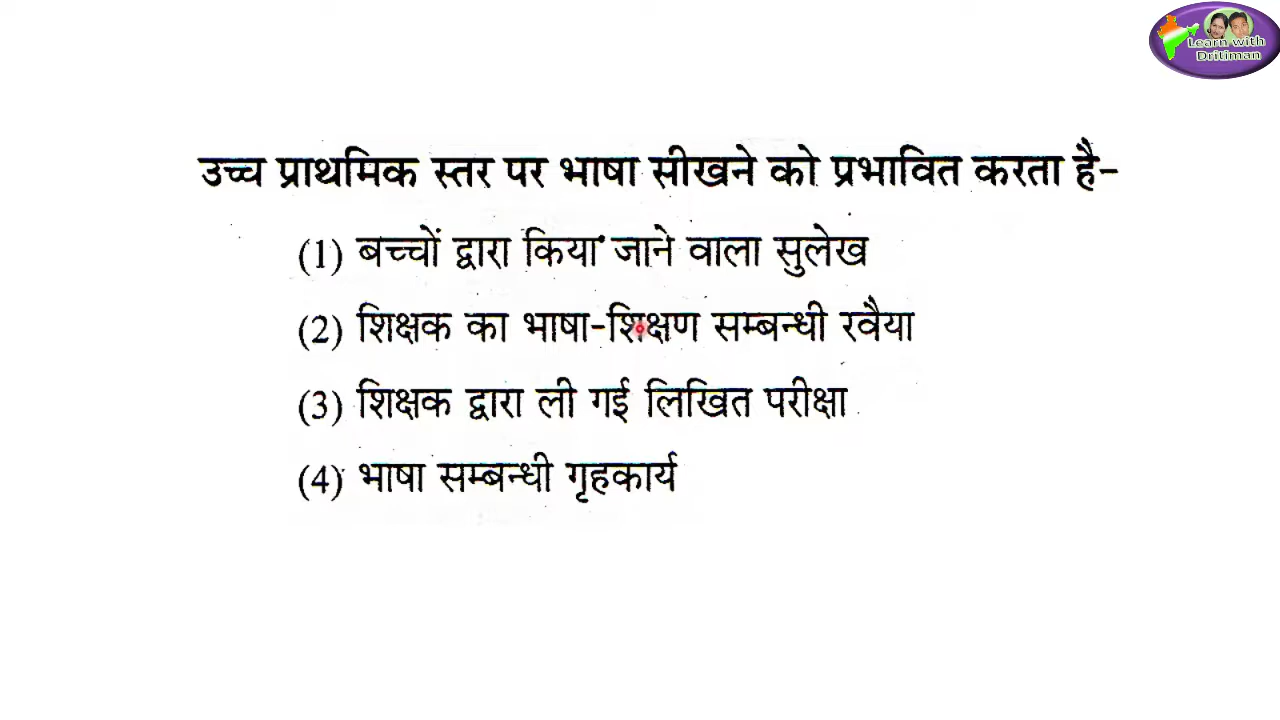 Learn with
Dritiman
उच्च प्राथमिक स्तर पर भाषा सीखने को प्रभावित करता है-
(1) बच्चों द्वारा किया जाने वाला सुलेख
(2) शिक्षक का भाषा-शिक्षण सम्बन्धी रवैया
(3) शिक्षक द्वारा ली गई लिखित परीक्षा
(4) भाषा सम्बन्धी गृहकार्य